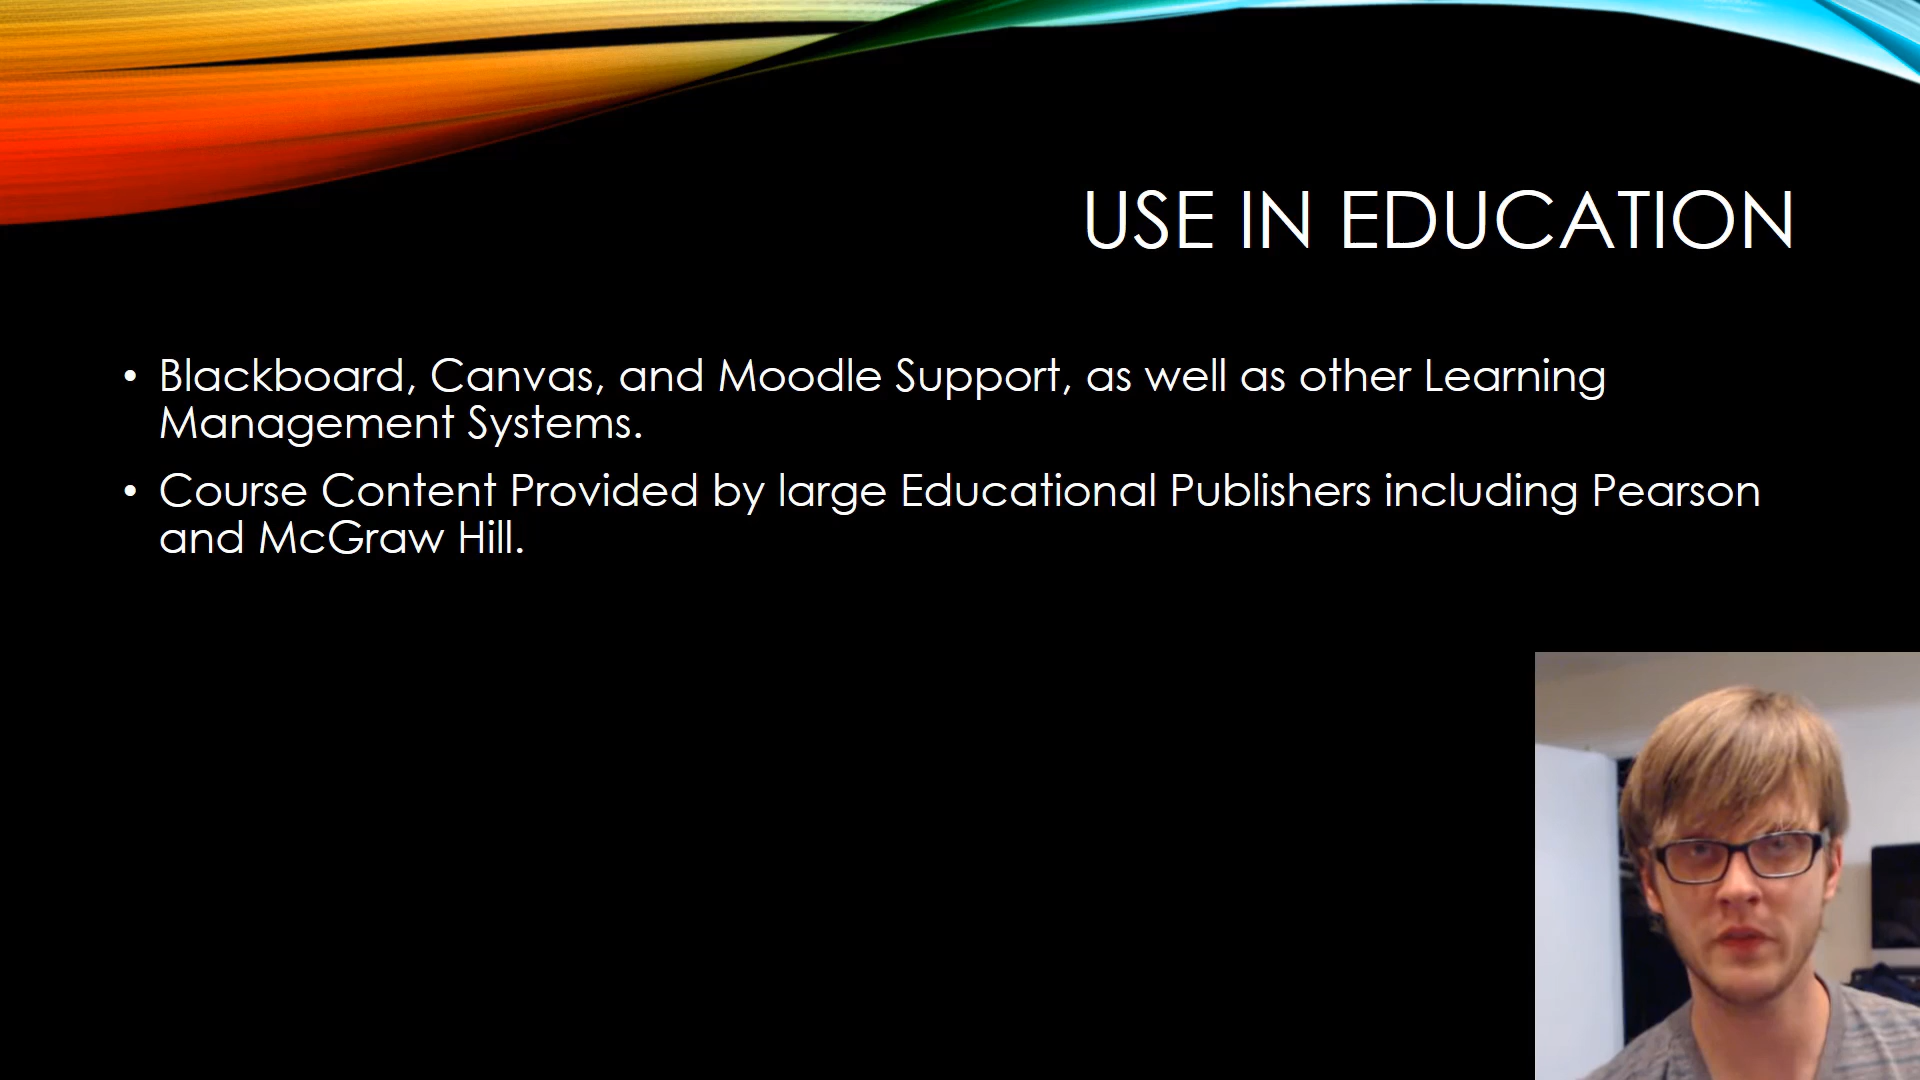 USE IN EDUCATION
• Blackboard, Canvas, and Moodle Support, as well as other Learning
Management Systems.
• Course Content Provided by large Educational Publishers including Pearson
and McGraw Hill.